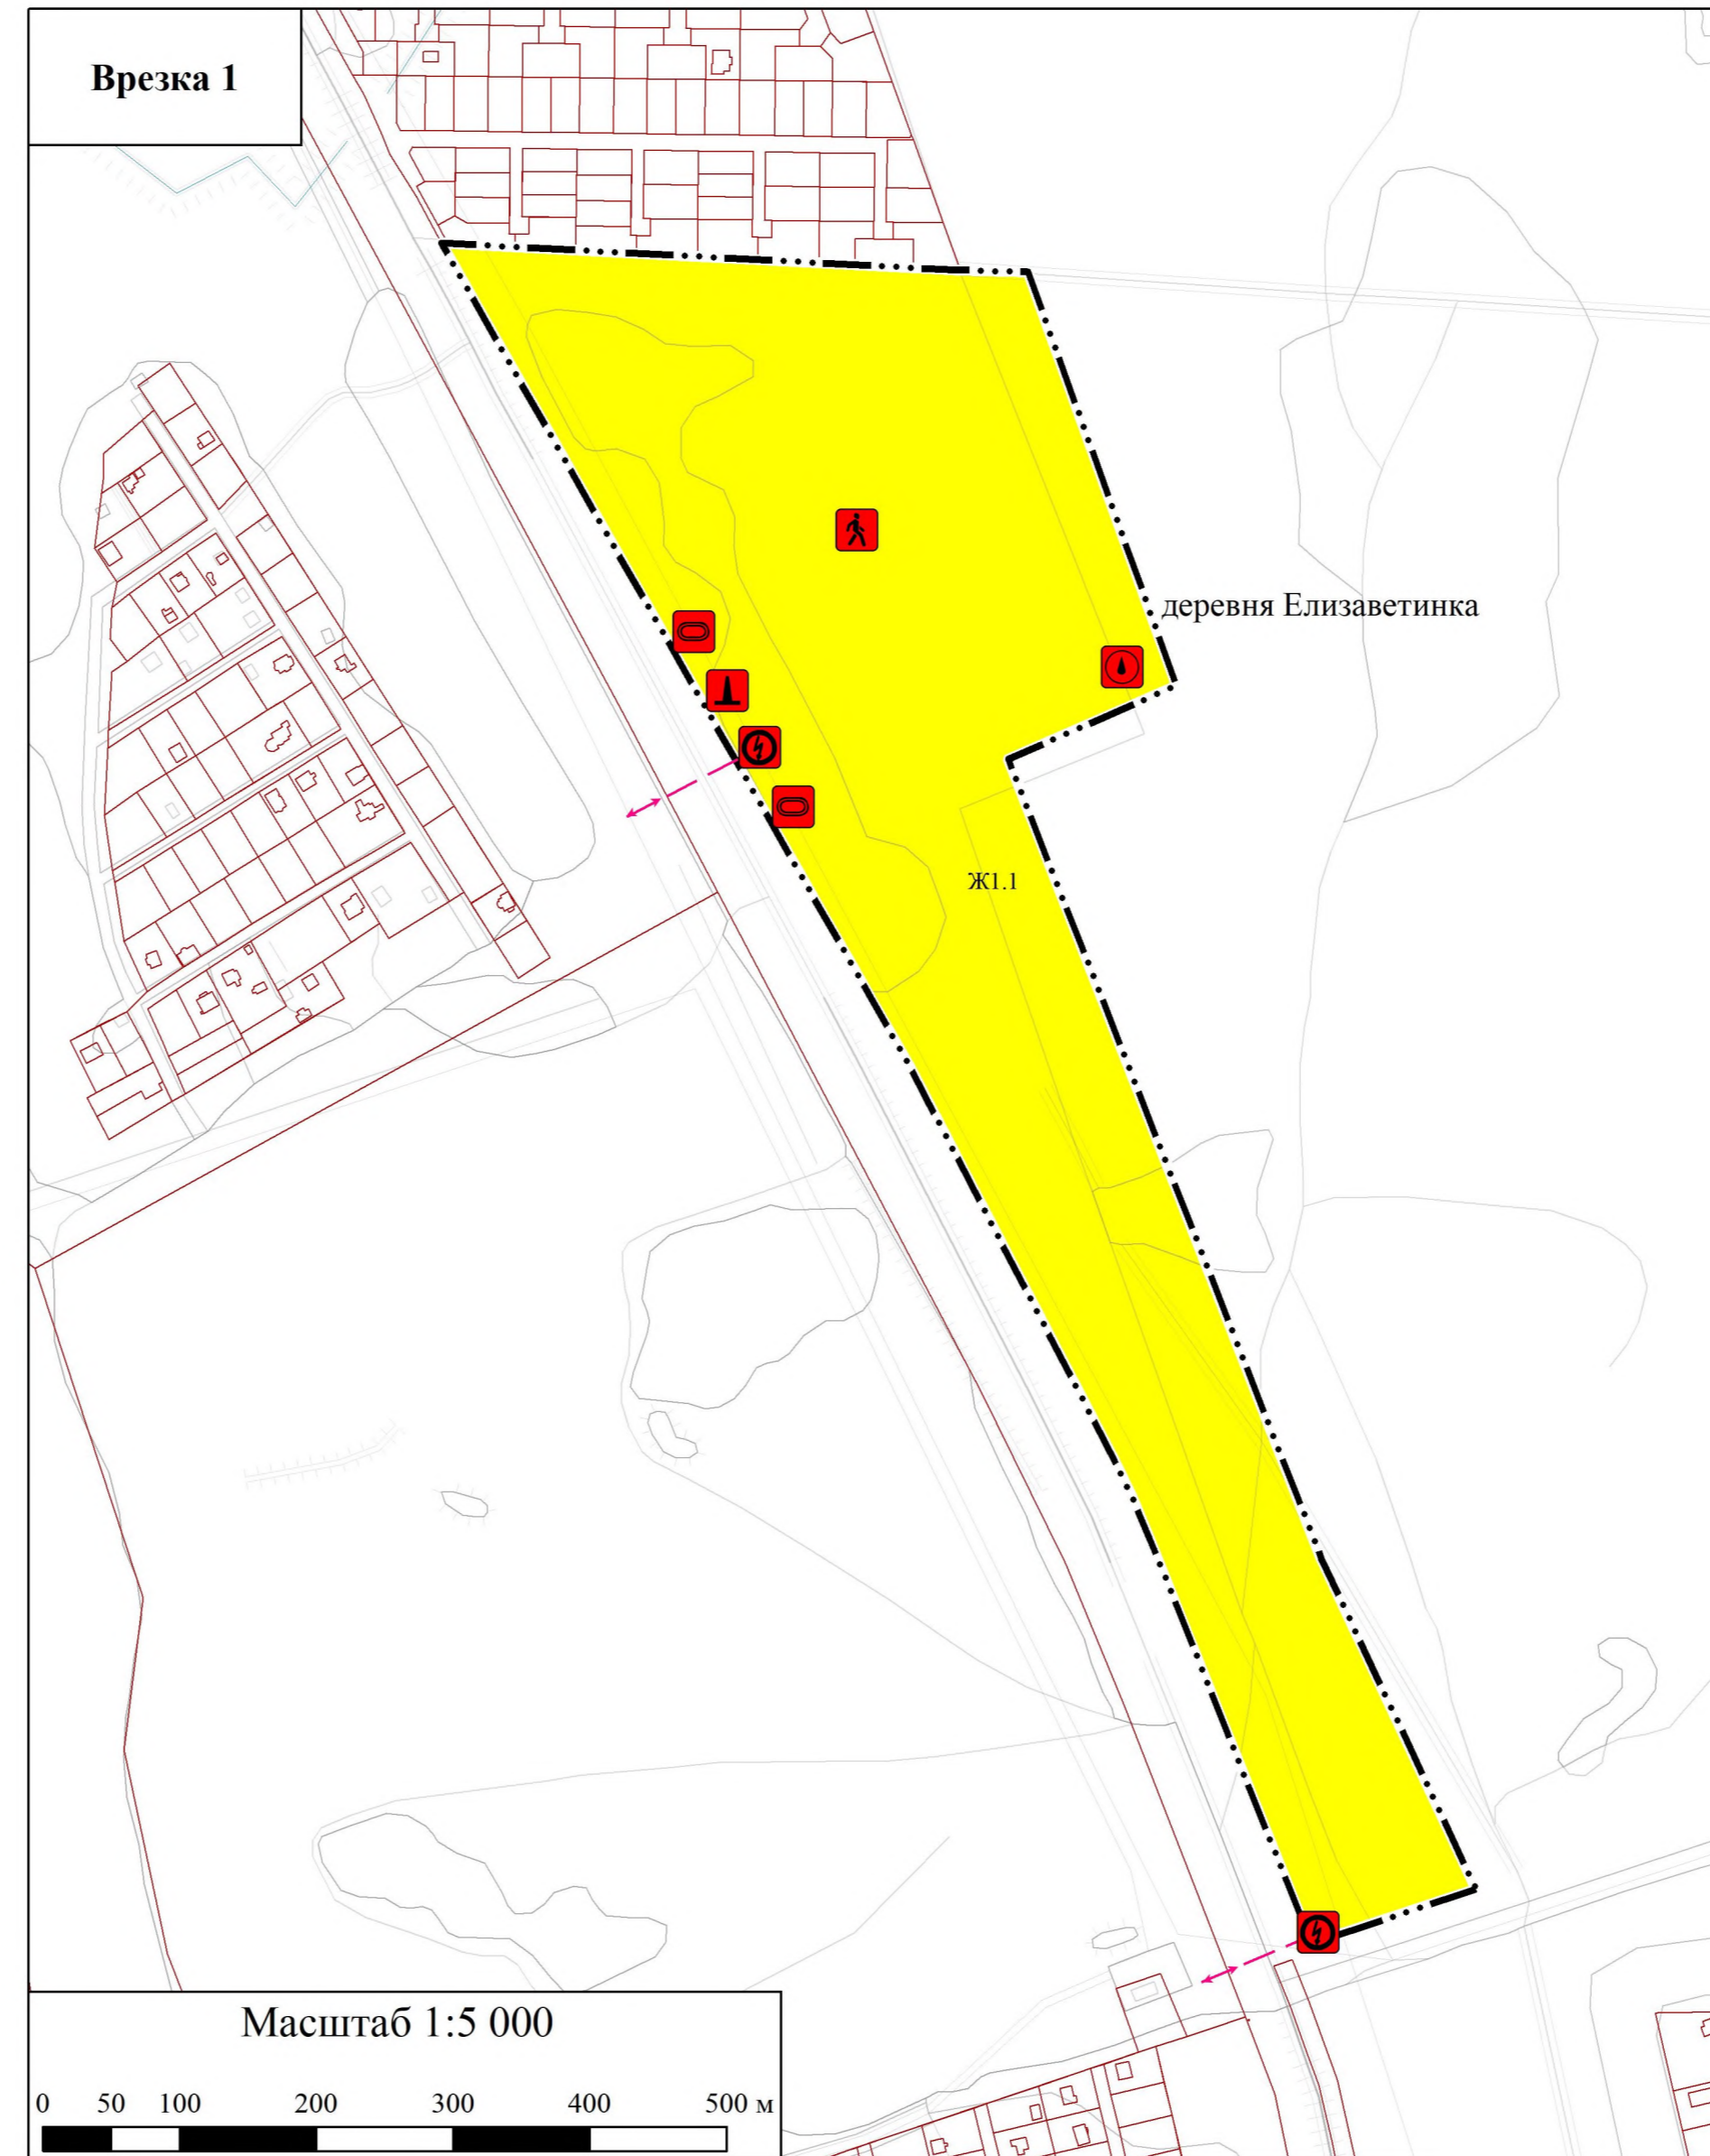 Врезка 1
деревня Елизаветинка
Ж1.1
Масштаб 1:5 000
0 50 100 200 300 400 500 м